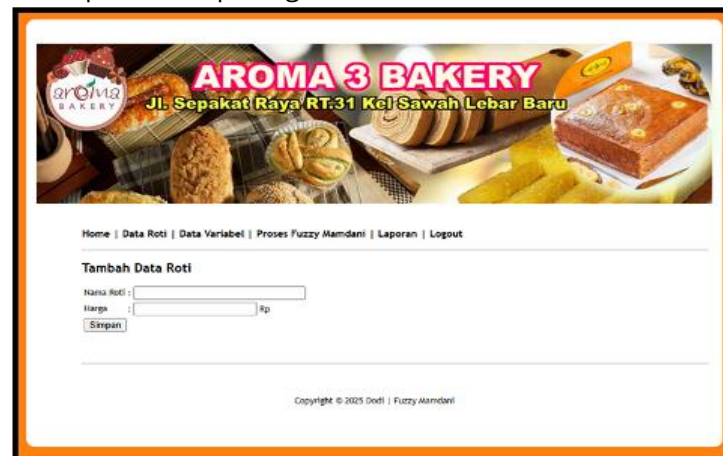 aroma
BAKERY
AROMA 3 BAKERY
Jl. Sepakat Raya RT.31 Kel Sawah Lebar Baru
Home | Data Roti | Data Variabel | Proses Fuzzy Mamdani | Laporan | Logout
Tambah Data Roti
Nama Roti :
Harga : Rp
Simpan
Copyright © 2025 Dodi | Fuzzy Mamdani